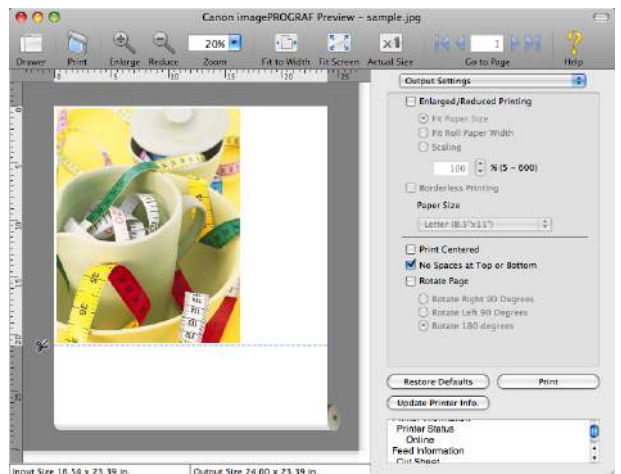 Canon imagePROGRAF Preview – sample.jpg
20%
1
Drawer Print Enlarge Reduce Zoom Fit to Width Fit Screen Actual Size Go to Page Help
Output Settings
Enlarged/Reduced Printing
Fit Paper Size
Fit Roll Paper Width
Scaling
100 % (5 – 600)
Borderless Printing
Paper Size
Letter (8.5"x11")
Print Centered
No Spaces at Top or Bottom
Rotate Page
Rotate Right 90 Degrees
Rotate Left 90 Degrees
Rotate 180 degrees
Restore Defaults Print
Update Printer Info.
Printer Information
Printer Status
Online
Feed Information
Cut Sheet
Input Size 16.54 x 23.39 in. Output Size 24.00 x 23.39 in.